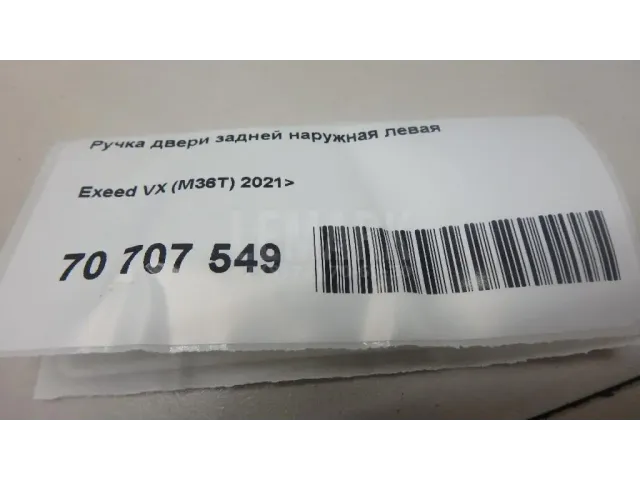 Ручка двери задней наружная левая
Exeed VX (M36T) 2021>
70 707 549